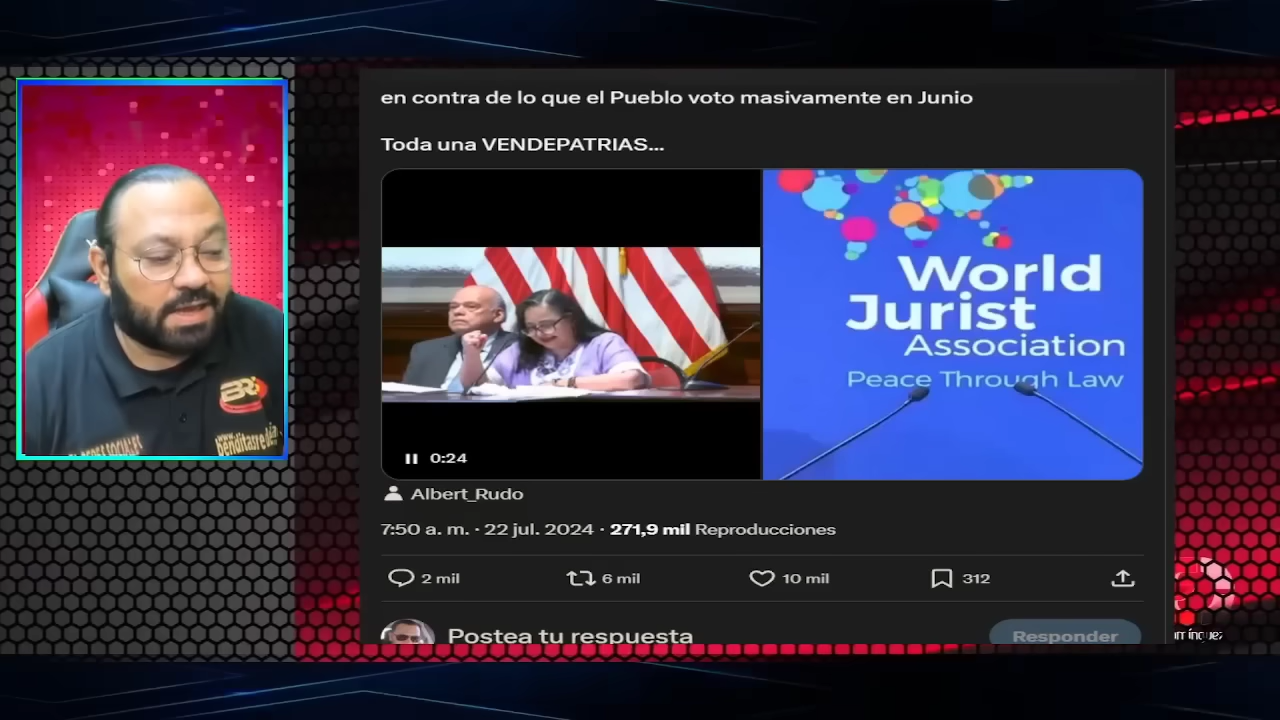 en contra de lo que el Pueblo voto masivamente en Junio
Toda una VENDEPATRIAS...
World
Jurist
Association
Peace Through Law
0:24
Albert_Rudo
7:50 a. m. · 22 jul. 2024 · 271,9 mil Reproducciones
2 mil
6 mil
10 mil
312
Postea tu respuesta
Responder
BR